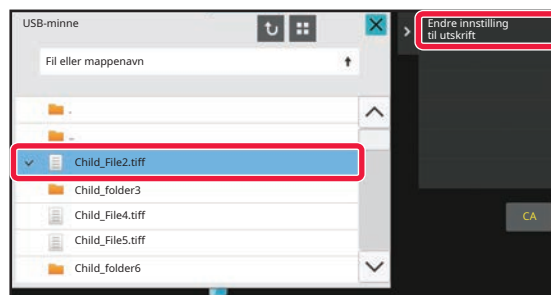 USB-minne
Endre innstilling
til utskrift
Fil eller mappenavn
.
..
Child_File2.tiff
Child_folder3
Child_File4.tiff
CA
Child_File5.tiff
Child_folder6